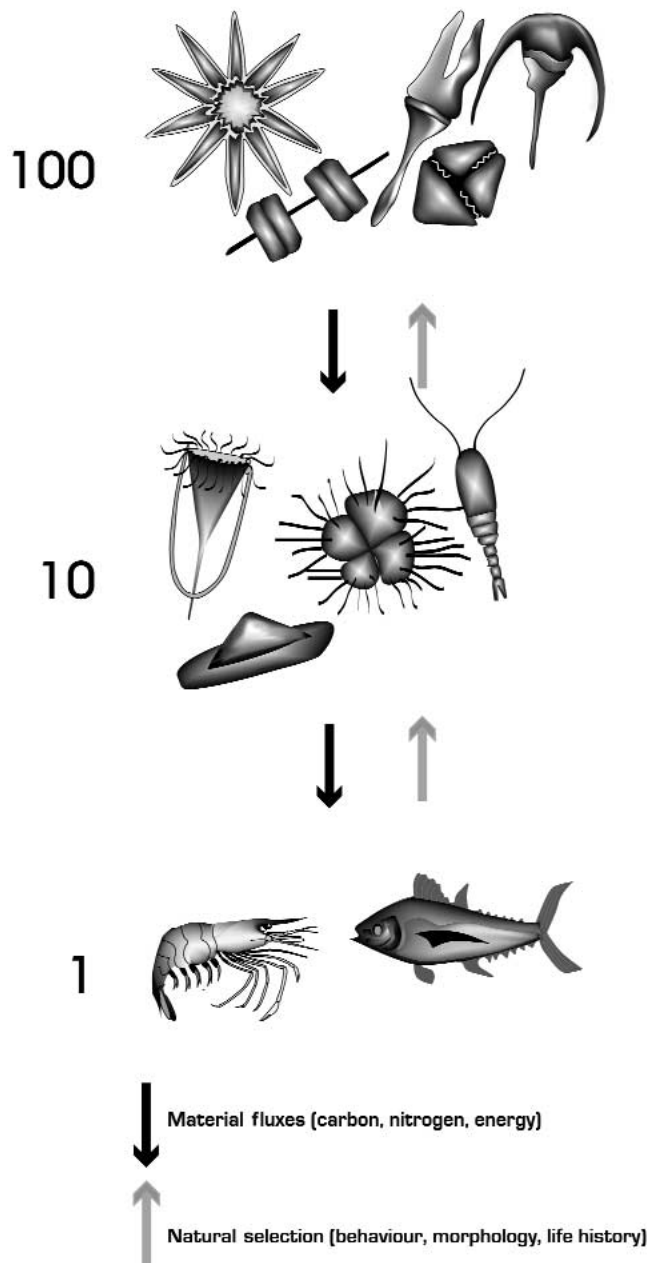 100
10
1
Material fluxes (carbon, nitrogen, energy)
Natural selection (behaviour, morphology, life history)